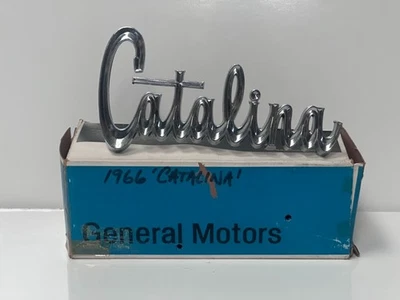 Catalina
1966 'CATALINA'
General Motors